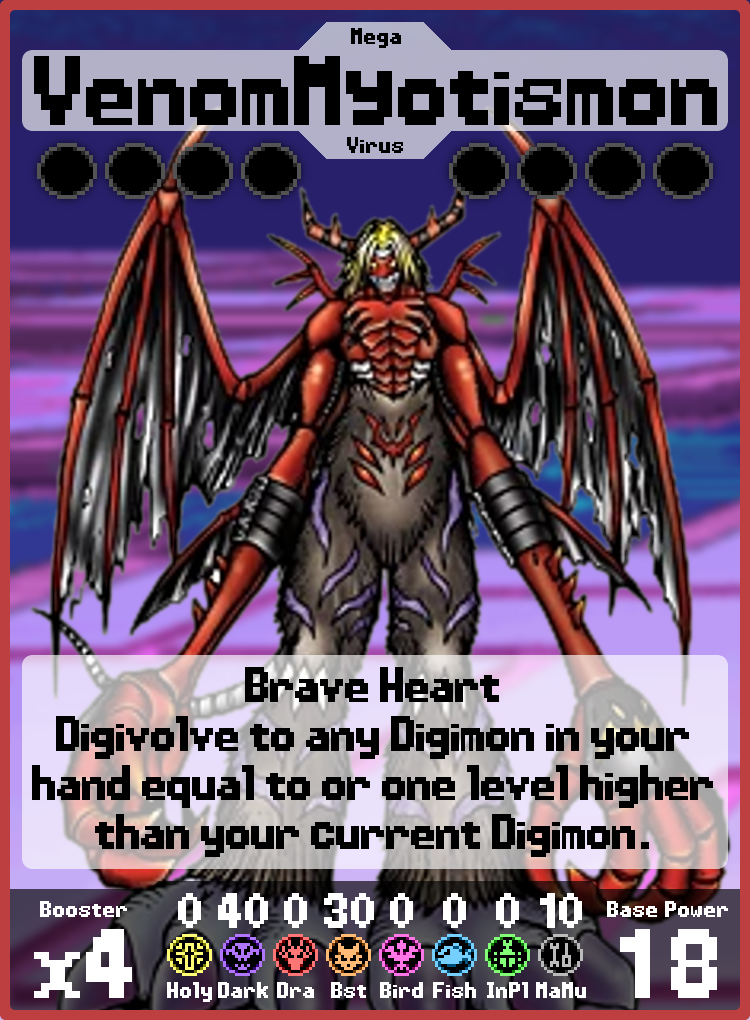 Mega
VenomMyotismon
Virus
Brave Heart
Digivolve to any Digimon in your
hand equal to or one level higher
than your current Digimon.
Booster 0 40 0 30 0 0 0 10 Base Power
x4 18
Holy Dark Dra Bst Bird Fish InPl MaMu